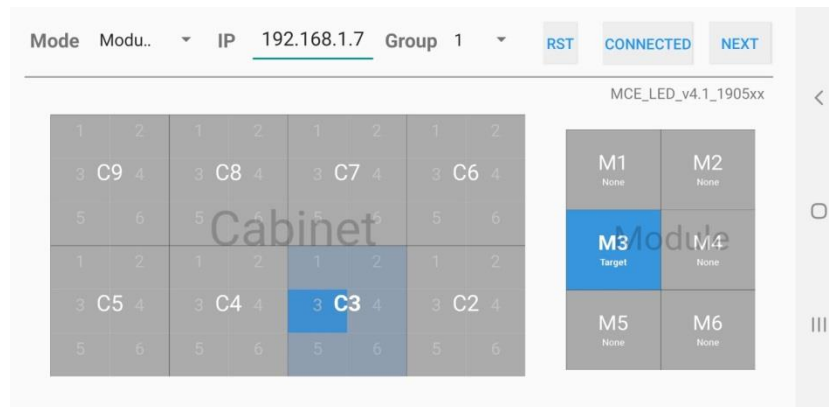 Mode Modu.. IP 192.168.1.7 Group 1 RST CONNECTED NEXT
MCE_LED_v4.1_1905xx
1 2 1 2 1 2 1 2
3 C9 4 3 C8 4 3 C7 4 3 C6 4
5 6 5 6 5 6 5 6
Cabinet
1 2 1 2 1 2 1 2
3 C5 4 3 C4 4 3 C3 4 3 C2 4
5 6 5 6 5 6 5 6
M1 M2
None None
Module
M3 M4
Target None
M5 M6
None None